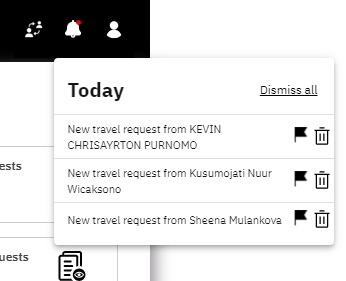 Today
Dismiss all
New travel request from KEVIN
CHRISAYRTON PURNOMO
New travel request from Kusumojati Nuur
Wicaksono
New travel request from Sheena Mulankova
ests
uests